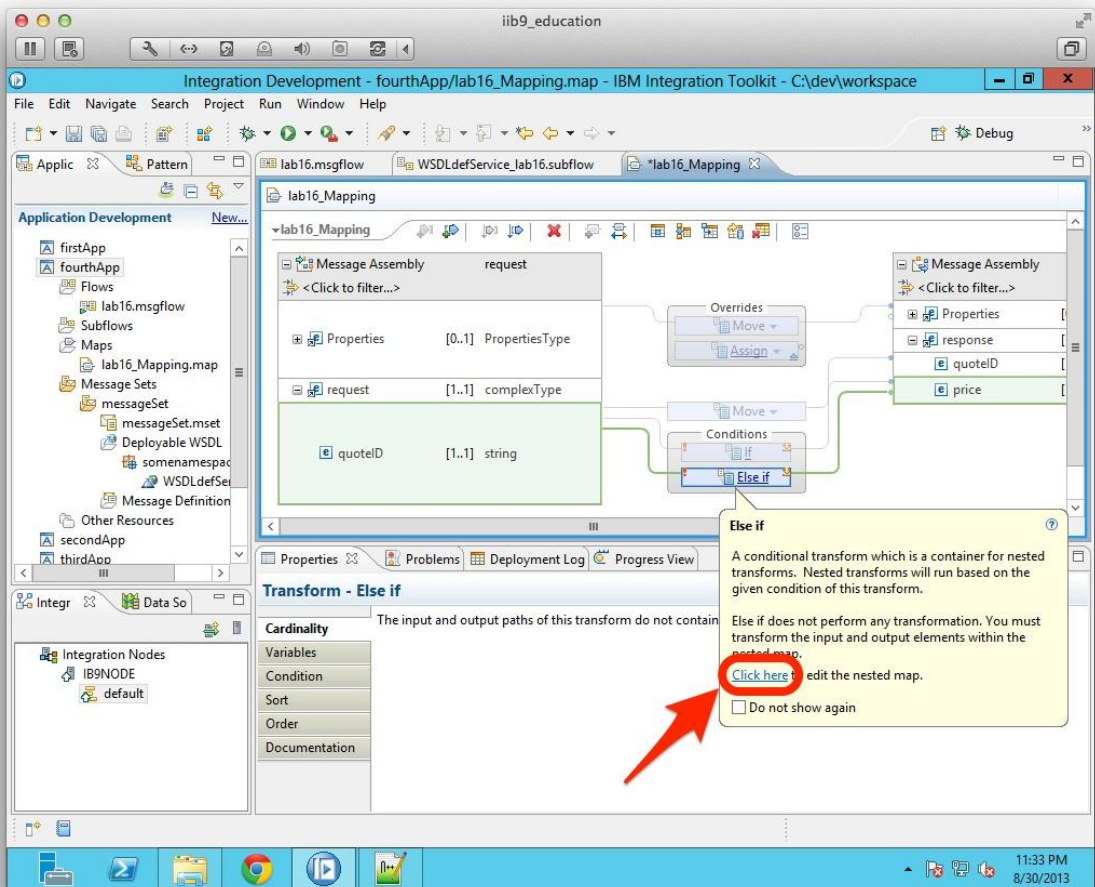 iib9_education
Integration Development - fourthApp/lab16_Mapping.map - IBM Integration Toolkit - C:\dev\workspace
File Edit Navigate Search Project Run Window Help
Debug
Applic
Pattern
Application Development New...
firstApp
fourthApp
Flows
lab16.msgflow
Subflows
Maps
lab16_Mapping.map
Message Sets
messageSet
messageSet.mset
Deployable WSDL
somenamespac
WSDLdefSer
Message Definition
Other Resources
secondApp
thirdApp
Integr
Data So
Integration Nodes
IB9NODE
default
lab16.msgflow
WSDLdefService_lab16.subflow
*lab16_Mapping
lab16_Mapping
lab16_Mapping
Message Assembly request
<Click to filter...>
Properties [0..1] PropertiesType
request [1..1] complexType
quoteID [1..1] string
Overrides
Move
Assign
Move
Conditions
If
Else if
Message Assembly
<Click to filter...>
Properties [
response [
quoteID [
price [
Properties
Problems
Deployment Log
Progress View
Transform - Else if
Cardinality
Variables
Condition
Sort
Order
Documentation
The input and output paths of this transform do not contain
Else if
A conditional transform which is a container for nested
transforms. Nested transforms will run based on the
given condition of this transform.
Else if does not perform any transformation. You must
transform the input and output elements within the
nested map.
Click here to edit the nested map.
Do not show again
11:33 PM
8/30/2013